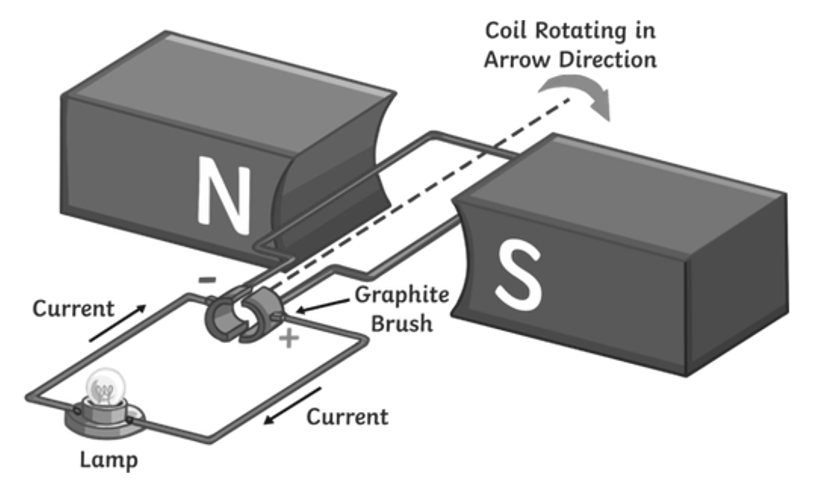 Coil Rotating in
Arrow Direction
N
S
-
Graphite
Brush
Current
+
Current
Lamp